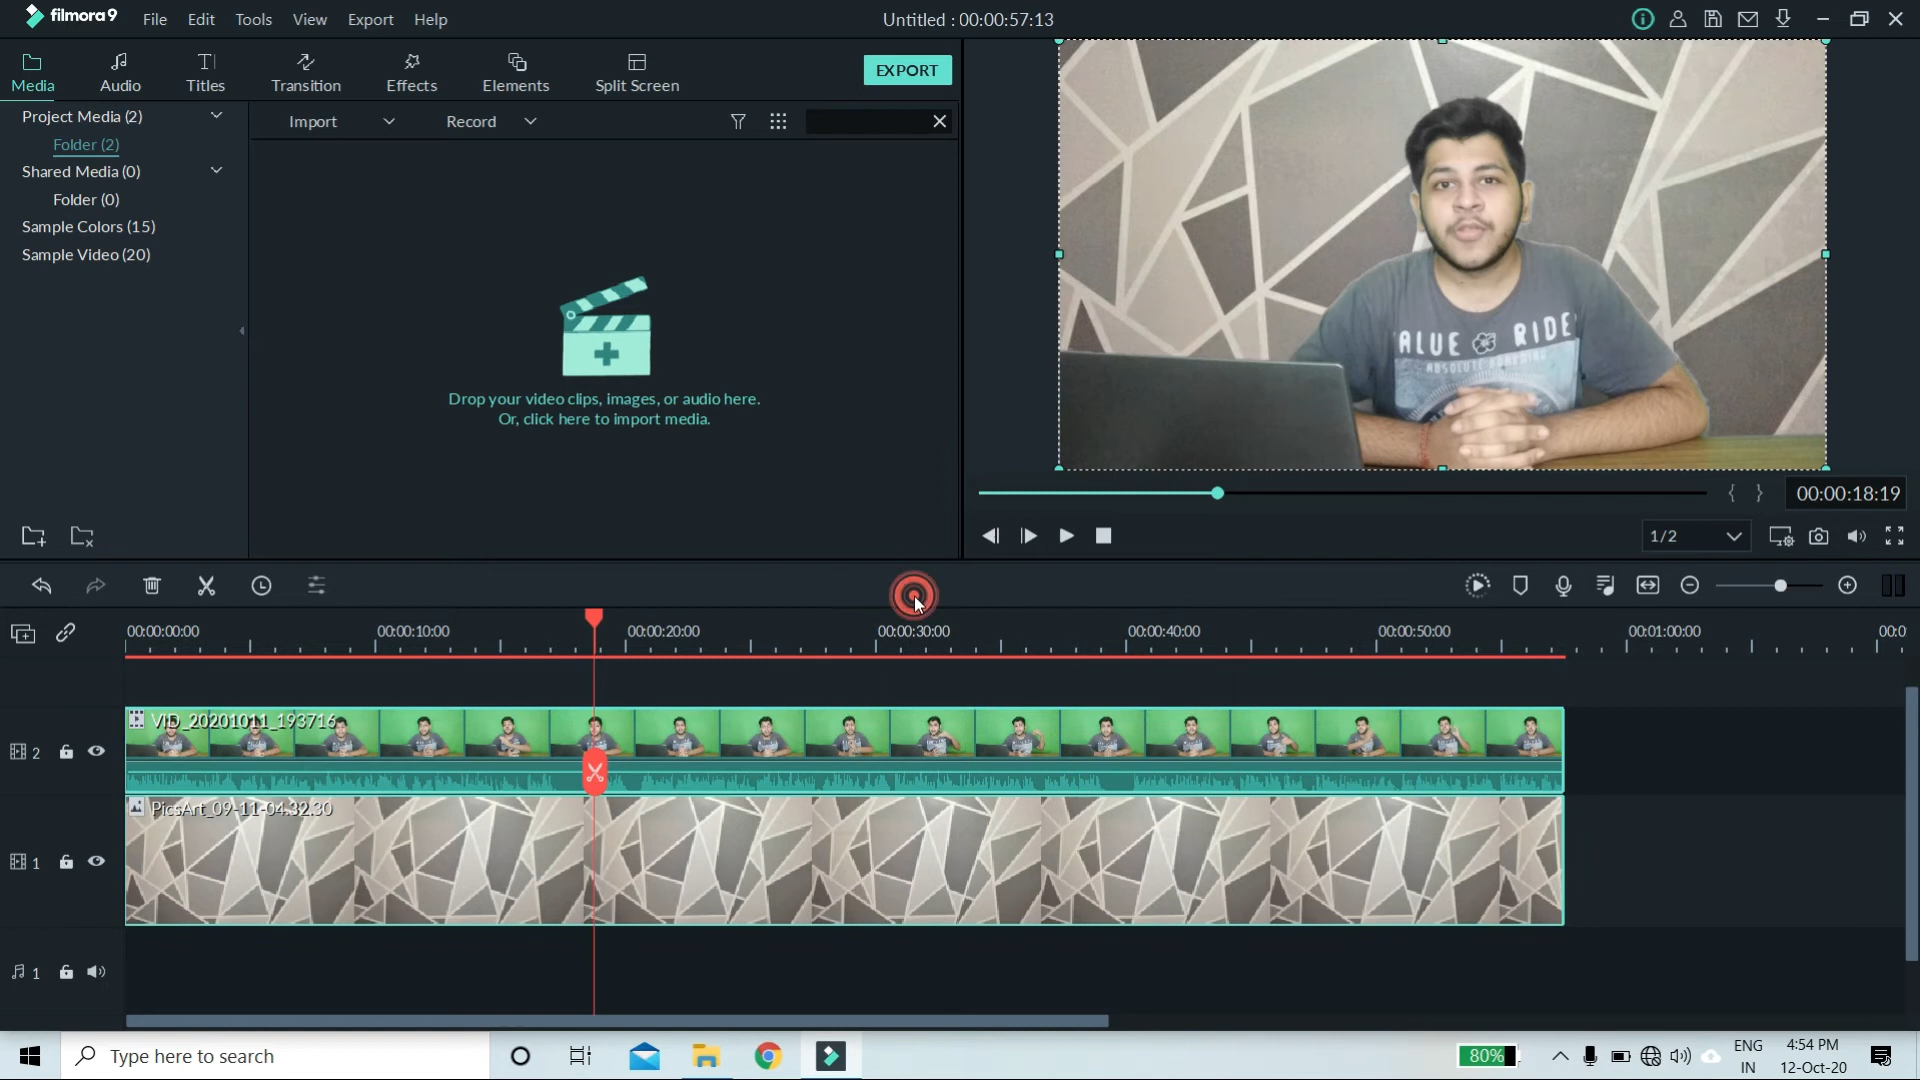 filmora9 File Edit Tools View Export Help Untitled : 00:00:57:13
Media Audio Titles Transition Effects Elements Split Screen EXPORT
Project Media (2)
Folder (2)
Shared Media (0)
Folder (0)
Sample Colors (15)
Sample Video (20)
Import Record
Drop your video clips, images, or audio here.
Or, click here to import media.
ALUE RIDE
00:00:18:19
1/2
00:00:00:00 00:00:10:00 00:00:20:00 00:00:30:00 00:00:40:00 00:00:50:00 00:01:00:00 00:0
VID_20201011_193716
2
PicsArt_09-11-04.32.30
1
1
Type here to search
80%
ENG
IN
4:54 PM
12-Oct-20